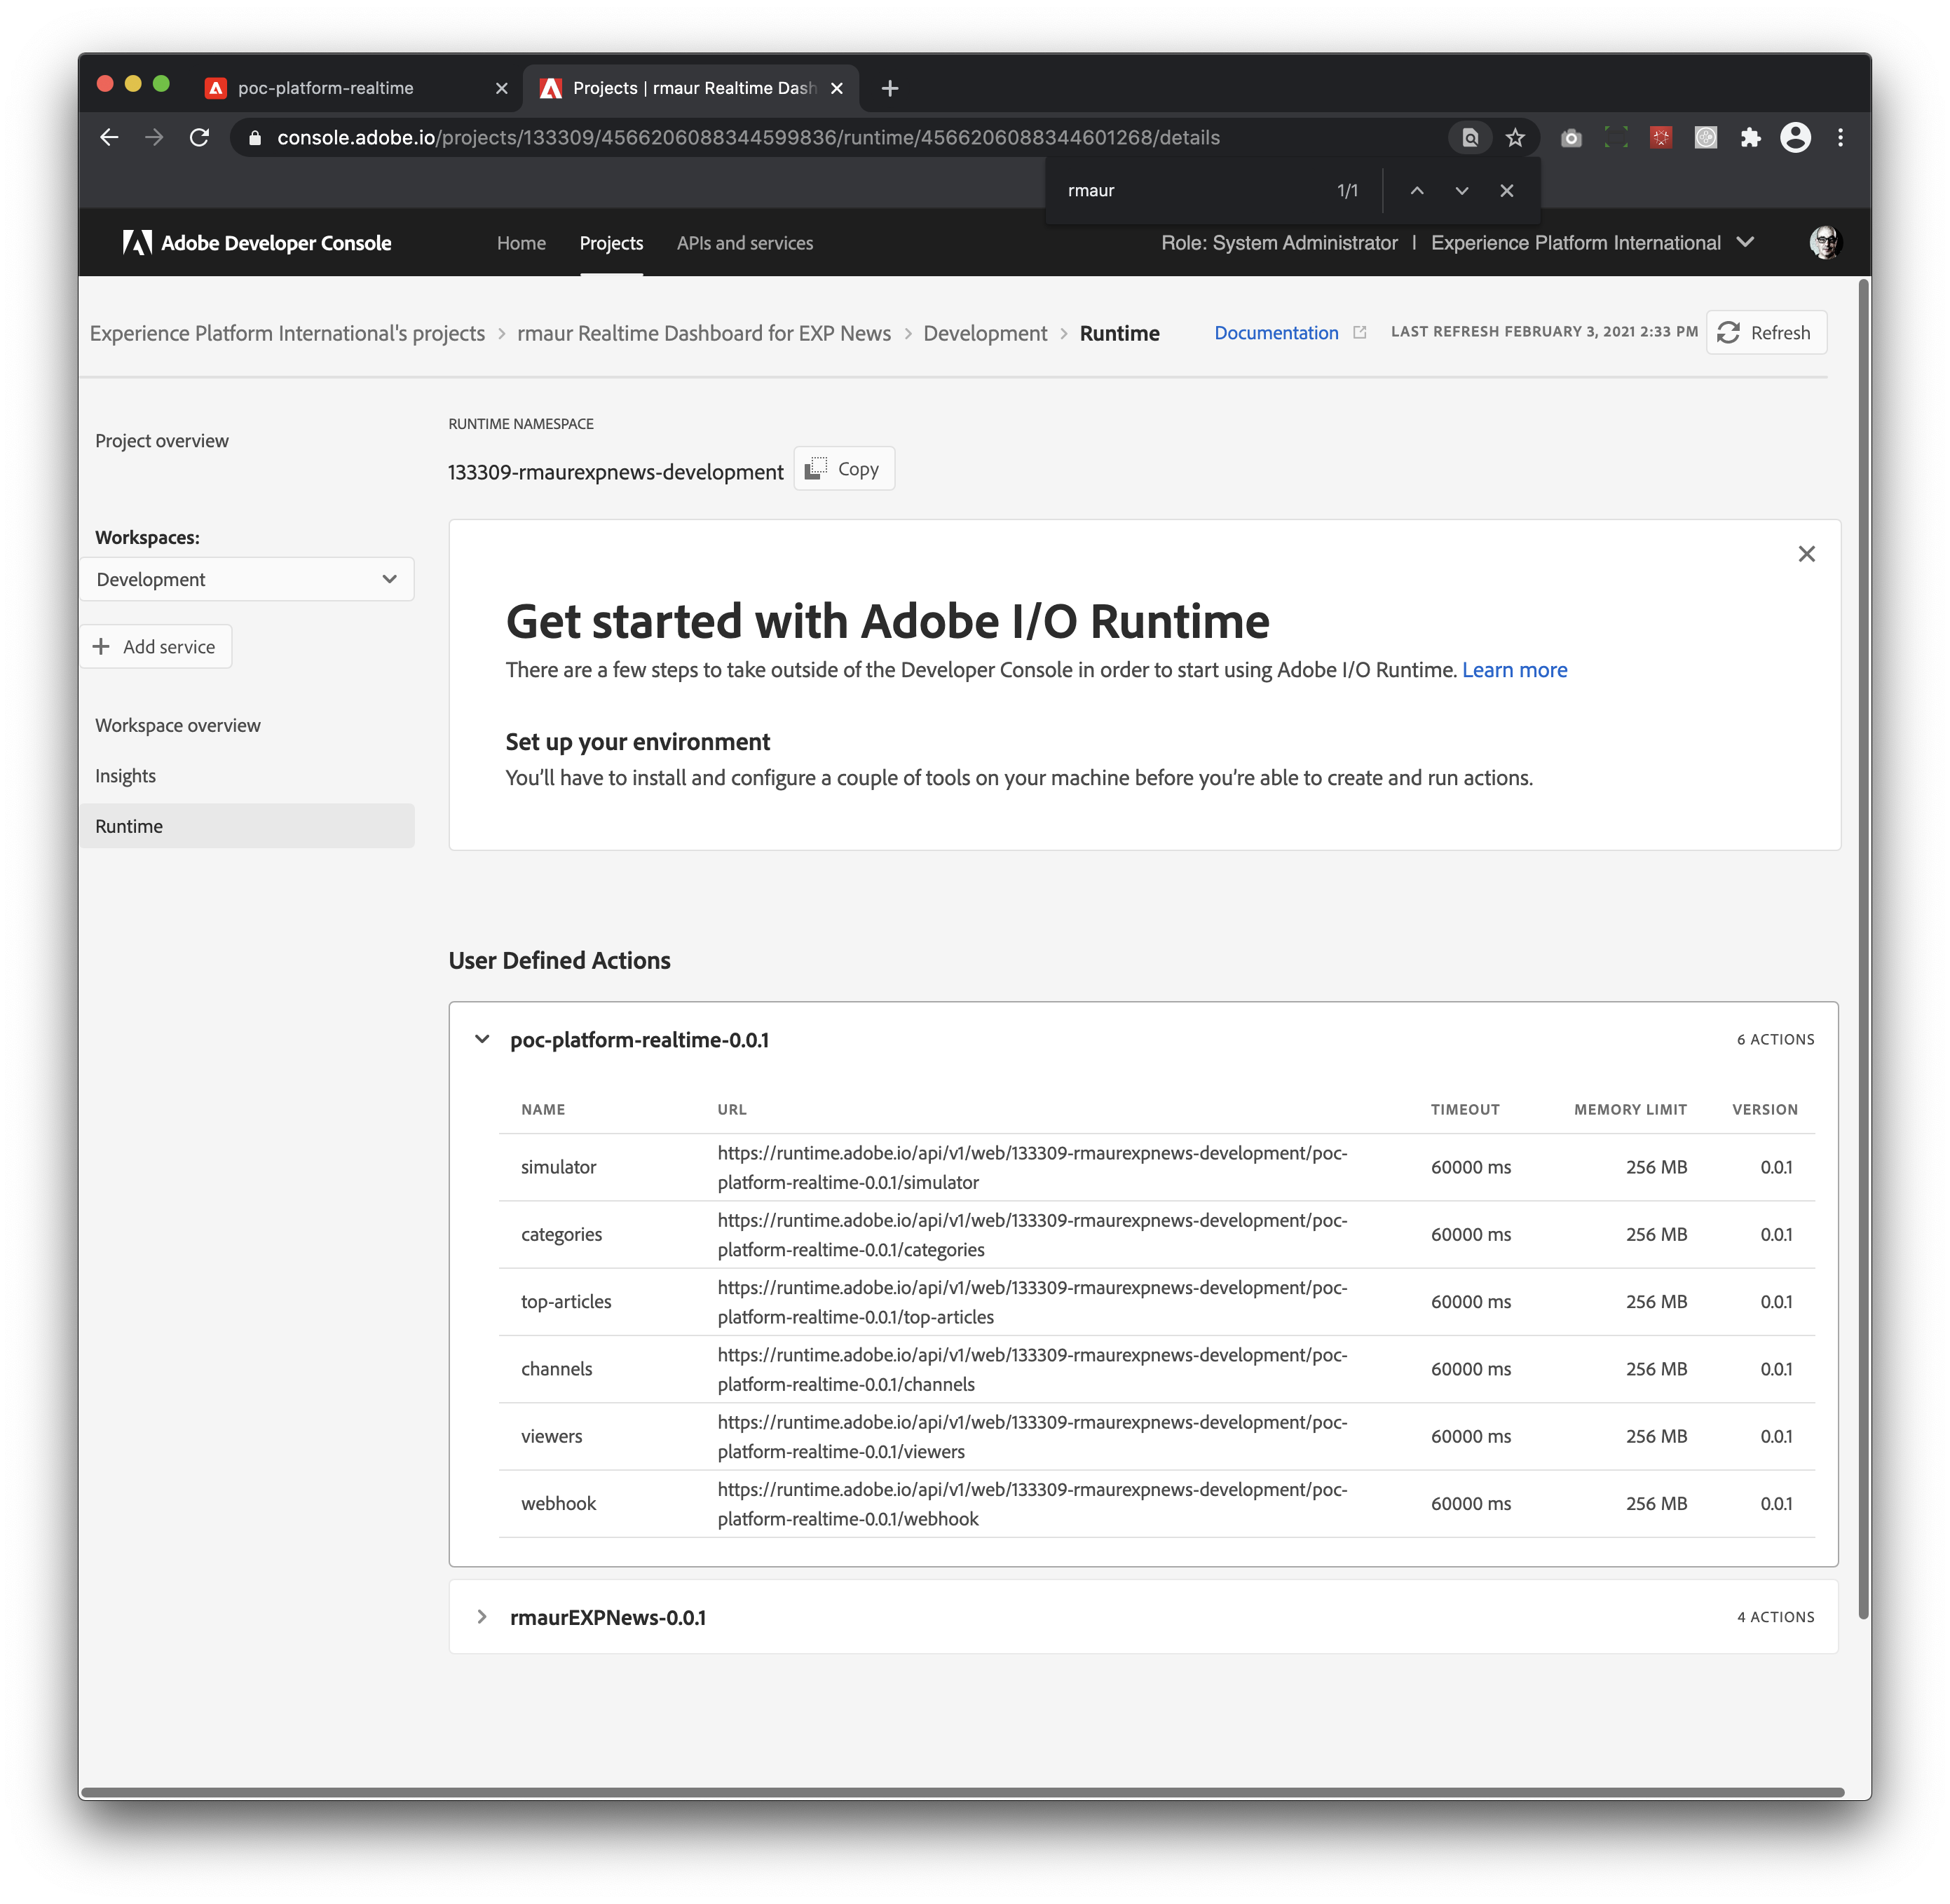 poc-platform-realtime
Projects | rmaur Realtime Dash
console.adobe.io/projects/133309/4566206088344599836/runtime/4566206088344601268/details
rmaur 1/1
Adobe Developer Console Home Projects APIs and services Role: System Administrator | Experience Platform International
Experience Platform International's projects > rmaur Realtime Dashboard for EXP News > Development > Runtime Documentation LAST REFRESH FEBRUARY 3, 2021 2:33 PM Refresh
Project overview
Workspaces:
Development
Add service
Workspace overview
Insights
Runtime
RUNTIME NAMESPACE
133309-rmaurexpnews-development Copy
Get started with Adobe I/O Runtime
There are a few steps to take outside of the Developer Console in order to start using Adobe I/O Runtime. Learn more
Set up your environment
You’ll have to install and configure a couple of tools on your machine before you’re able to create and run actions.
User Defined Actions
poc-platform-realtime-0.0.1 6 ACTIONS
NAME URL TIMEOUT MEMORY LIMIT VERSION
simulator https://runtime.adobe.io/api/v1/web/133309-rmaurexpnews-development/poc-
platform-realtime-0.0.1/simulator 60000 ms 256 MB 0.0.1
categories https://runtime.adobe.io/api/v1/web/133309-rmaurexpnews-development/poc-
platform-realtime-0.0.1/categories 60000 ms 256 MB 0.0.1
top-articles https://runtime.adobe.io/api/v1/web/133309-rmaurexpnews-development/poc-
platform-realtime-0.0.1/top-articles 60000 ms 256 MB 0.0.1
channels https://runtime.adobe.io/api/v1/web/133309-rmaurexpnews-development/poc-
platform-realtime-0.0.1/channels 60000 ms 256 MB 0.0.1
viewers https://runtime.adobe.io/api/v1/web/133309-rmaurexpnews-development/poc-
platform-realtime-0.0.1/viewers 60000 ms 256 MB 0.0.1
webhook https://runtime.adobe.io/api/v1/web/133309-rmaurexpnews-development/poc-
platform-realtime-0.0.1/webhook 60000 ms 256 MB 0.0.1
rmaurEXPNews-0.0.1 4 ACTIONS